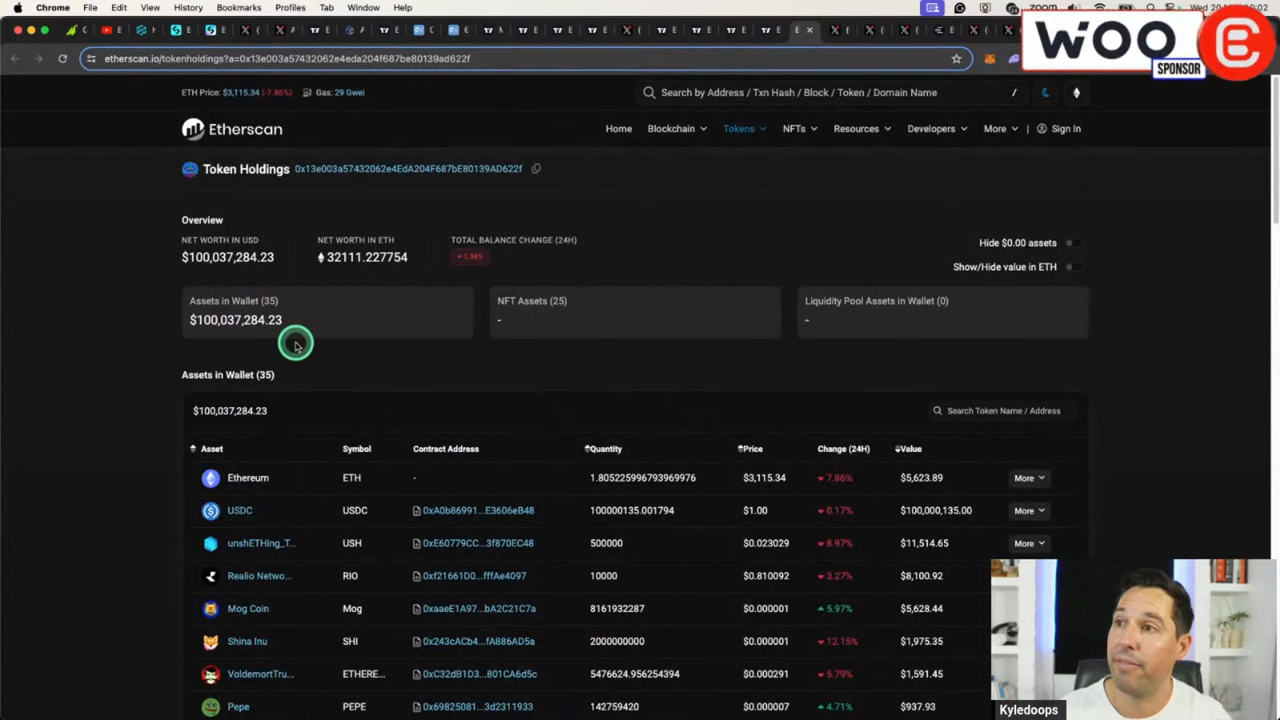 Chrome File Edit View History Bookmarks Profiles Tab Window Help
zoom
WOO
SPONSOR
etherscan.io/tokenholdings?a=0x13e003a57432062e4eda204f687be80139ad622f
ETH Price: $3,115.34 (-7.86%) Gas: 29 Gwei
Search by Address / Txn Hash / Block / Token / Domain Name /
Etherscan
Home Blockchain Tokens NFTs Resources Developers More | Sign In
Token Holdings 0x13e003a57432062e4EdA204F687bE80139AD622f
Overview
NET WORTH IN USD NET WORTH IN ETH TOTAL BALANCE CHANGE (24H)
$100,037,284.23 32111.227754 1.36%
Hide $0.00 assets
Show/Hide value in ETH
Assets in Wallet (35) NFT Assets (25) Liquidity Pool Assets in Wallet (0)
$100,037,284.23 - -
Assets in Wallet (35)
$100,037,284.23 Search Token Name / Address
Asset Symbol Contract Address Quantity Price Change (24H) Value
Ethereum ETH - 1.805225996793969976 $3,115.34 7.86% $5,623.89 More
USDC USDC 0xA0b86991...E3606eB48 100000135.001794 $1.00 0.17% $100,000,135.00 More
unshETHing_T... USH 0xE60779CC...3f870EC48 500000 $0.023029 8.97% $11,514.65 More
Realio Netwo... RIO 0xf21661D0...fffAe4097 10000 $0.810092 3.27% $8,100.92
Mog Coin Mog 0xaaeE1A97...bA2C21C7a 8161932287 $0.000001 5.97% $5,628.44
Shina Inu SHI 0x243cACb4...fA886AD5a 2000000000 $0.000001 12.15% $1,975.35
VoldemortTru... ETHERE... 0xC32dB1D3...801CA6d5c 5476624.956254394 $0.000291 5.79% $1,591.45
Pepe PEPE 0x69825081...3d2311933 142759420 $0.000007 4.71% $937.93
Kyledoops